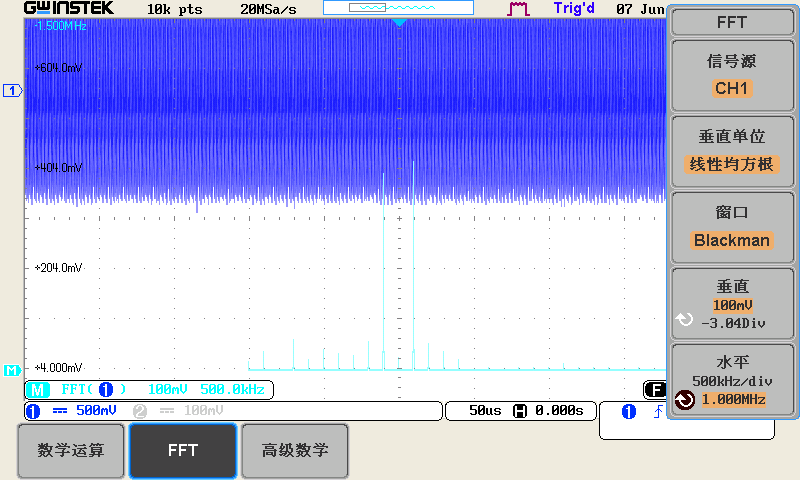 GWINSTEK 10k pts 20MSa/s Trig'd 07 Jun
-1.500MHz
+604.0mV
1
+404.0mV
+204.0mV
+4.000mV
M
M FFT( 1 ) 100mV 500.0kHz
F
1 500mV 2 100mV 50us H 0.000s 1
FFT
信号源
CH1
垂直单位
线性均方根
窗口
Blackman
垂直
100mV
-3.04Div
水平
500kHz/div
1.000MHz
数学运算 FFT 高级数学